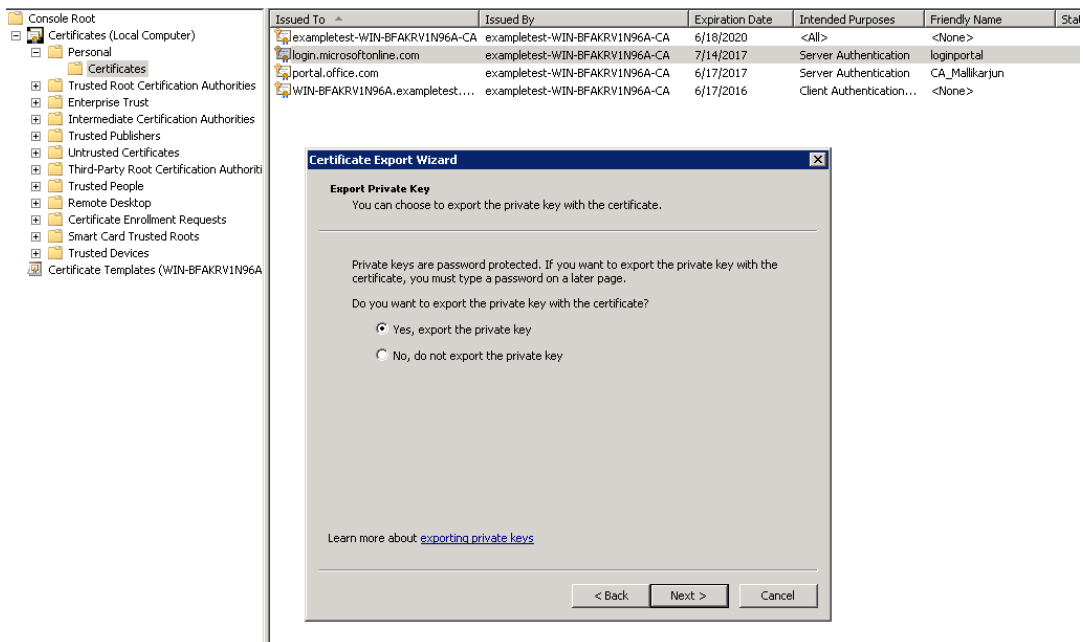 Console Root
Certificates (Local Computer)
Personal
Certificates
Trusted Root Certification Authorities
Enterprise Trust
Intermediate Certification Authorities
Trusted Publishers
Untrusted Certificates
Third-Party Root Certification Authoriti
Trusted People
Remote Desktop
Certificate Enrollment Requests
Smart Card Trusted Roots
Trusted Devices
Certificate Templates (WIN-BFAKRV1N96A
Issued To Issued By Expiration Date Intended Purposes Friendly Name Stat
exampletest-WIN-BFAKRV1N96A-CA exampletest-WIN-BFAKRV1N96A-CA 6/18/2020 <All> <None>
login.microsoftonline.com exampletest-WIN-BFAKRV1N96A-CA 7/14/2017 Server Authentication loginportal
portal.office.com exampletest-WIN-BFAKRV1N96A-CA 6/17/2017 Server Authentication CA_Mallikarjun
WIN-BFAKRV1N96A.exampletest.... exampletest-WIN-BFAKRV1N96A-CA 6/17/2016 Client Authentication... <None>
Certificate Export Wizard
Export Private Key
You can choose to export the private key with the certificate.
Private keys are password protected. If you want to export the private key with the
certificate, you must type a password on a later page.
Do you want to export the private key with the certificate?
Yes, export the private key
No, do not export the private key
Learn more about exporting private keys
< Back Next > Cancel